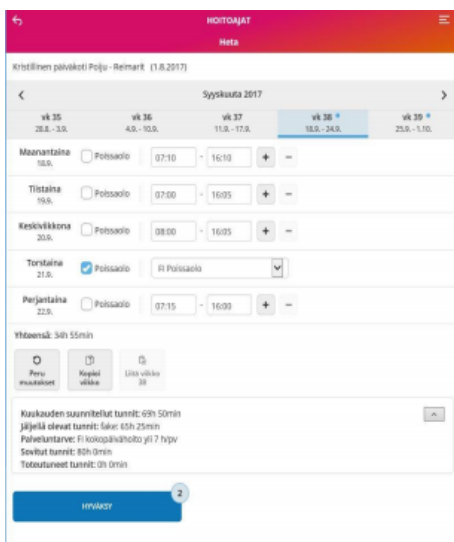 HOITOAJAT
Heta
Kristillinen päiväkoti Poiju - Reimarit (1.8.2017)
< Syyskuuta 2017 >
vk 35 vk 36 vk 37 vk 38 * vk 39 *
28.8. - 3.9. 4.9. - 10.9. 11.9. - 17.9. 18.9. - 24.9. 25.9. - 1.10.
Maanantaina Poissaolo 07:10 - 16:10 + -
18.9.
Tiistaina Poissaolo 07:00 - 16:05 + -
19.9.
Keskiviikkona Poissaolo 08:00 - 16:05 + -
20.9.
Torstaina Poissaolo FI Poissaolo
21.9.
Perjantaina Poissaolo 07:15 - 16:00 + -
22.9.
Yhteensä: 34h 55min
Peru Kopioi Liitä viikko
muutokset viikko 38
Kuukauden suunnitellut tunnit: 69h 50min
Jäljellä olevat tunnit: fake: 65h 25min
Palveluntarve: FI kokopäivähoito yli 7 h/pv
Sovitut tunnit: 80h 0min
Toteutuneet tunnit: 0h 0min
2
HYVÄKSY